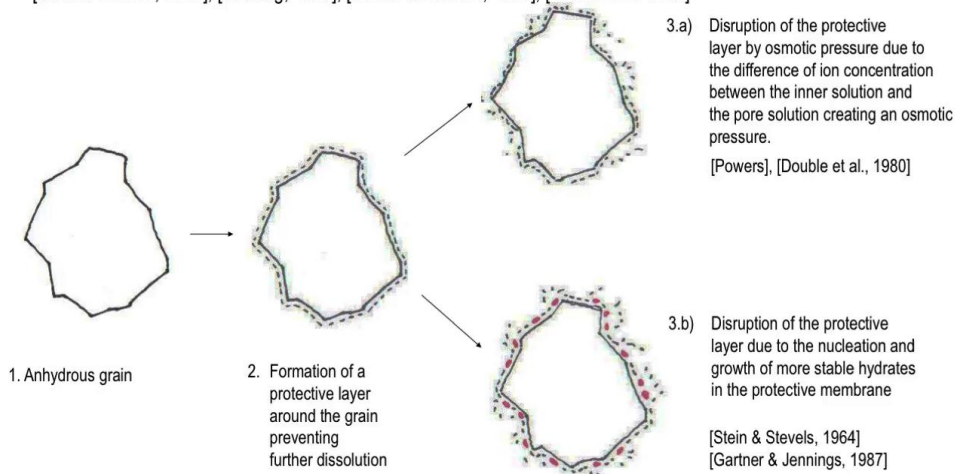 3.a) Disruption of the protective
layer by osmotic pressure due to
the difference of ion concentration
between the inner solution and
the pore solution creating an osmotic
pressure.
[Powers], [Double et al., 1980]
1. Anhydrous grain
2. Formation of a
protective layer
around the grain
preventing
further dissolution
3.b) Disruption of the protective
layer due to the nucleation and
growth of more stable hydrates
in the protective membrane
[Stein & Stevels, 1964]
[Gartner & Jennings, 1987]